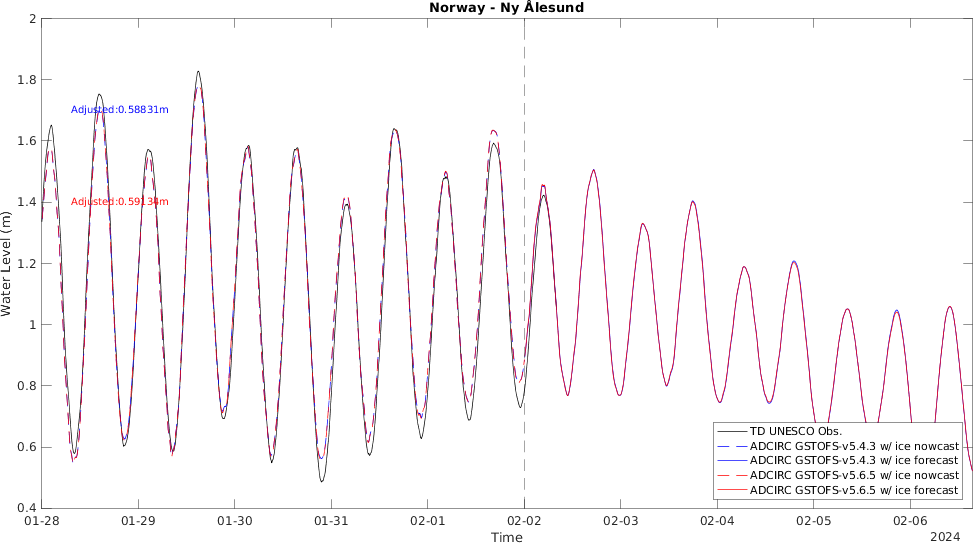 Norway - Ny Ålesund
2
1.8
1.6
1.4
1.2
1
0.8
0.6
0.4
Water Level (m)
Adjusted:0.58831m
Adjusted:0.59134m
TD UNESCO Obs.
ADCIRC GSTOFS-v5.4.3 w/ ice nowcast
ADCIRC GSTOFS-v5.4.3 w/ ice forecast
ADCIRC GSTOFS-v5.6.5 w/ ice nowcast
ADCIRC GSTOFS-v5.6.5 w/ ice forecast
01-28 01-29 01-30 01-31 02-01 02-02 02-03 02-04 02-05 02-06
Time
2024